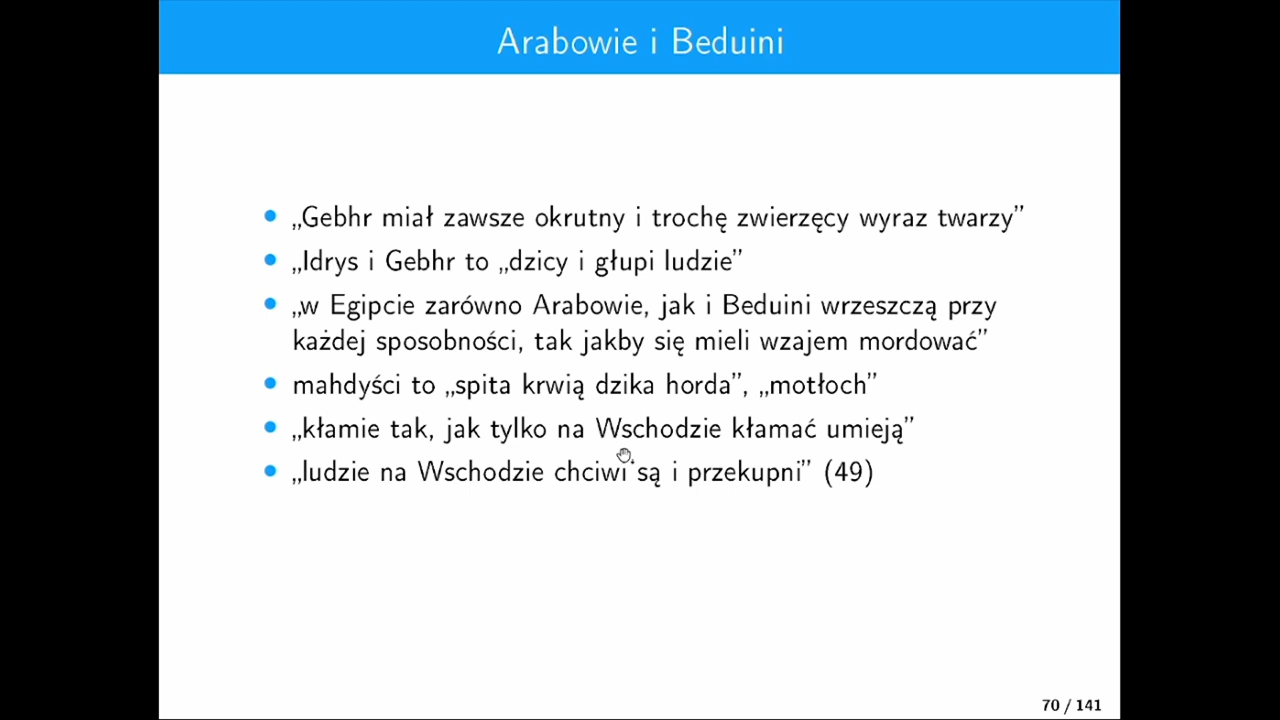 Arabowie i Beduini
„Gebhr miał zawsze okrutny i trochę zwierzęcy wyraz twarzy”
„Idrys i Gebhr to „dzicy i głupi ludzie”
„w Egipcie zarówno Arabowie, jak i Beduini wrzeszczą przy
każdej sposobności, tak jakby się mieli wzajem mordować”
mahdyści to „spita krwią dzika horda”, „motłoch”
„kłamie tak, jak tylko na Wschodzie kłamać umieją”
„ludzie na Wschodzie chciwi są i przekupni” (49)
70 / 141